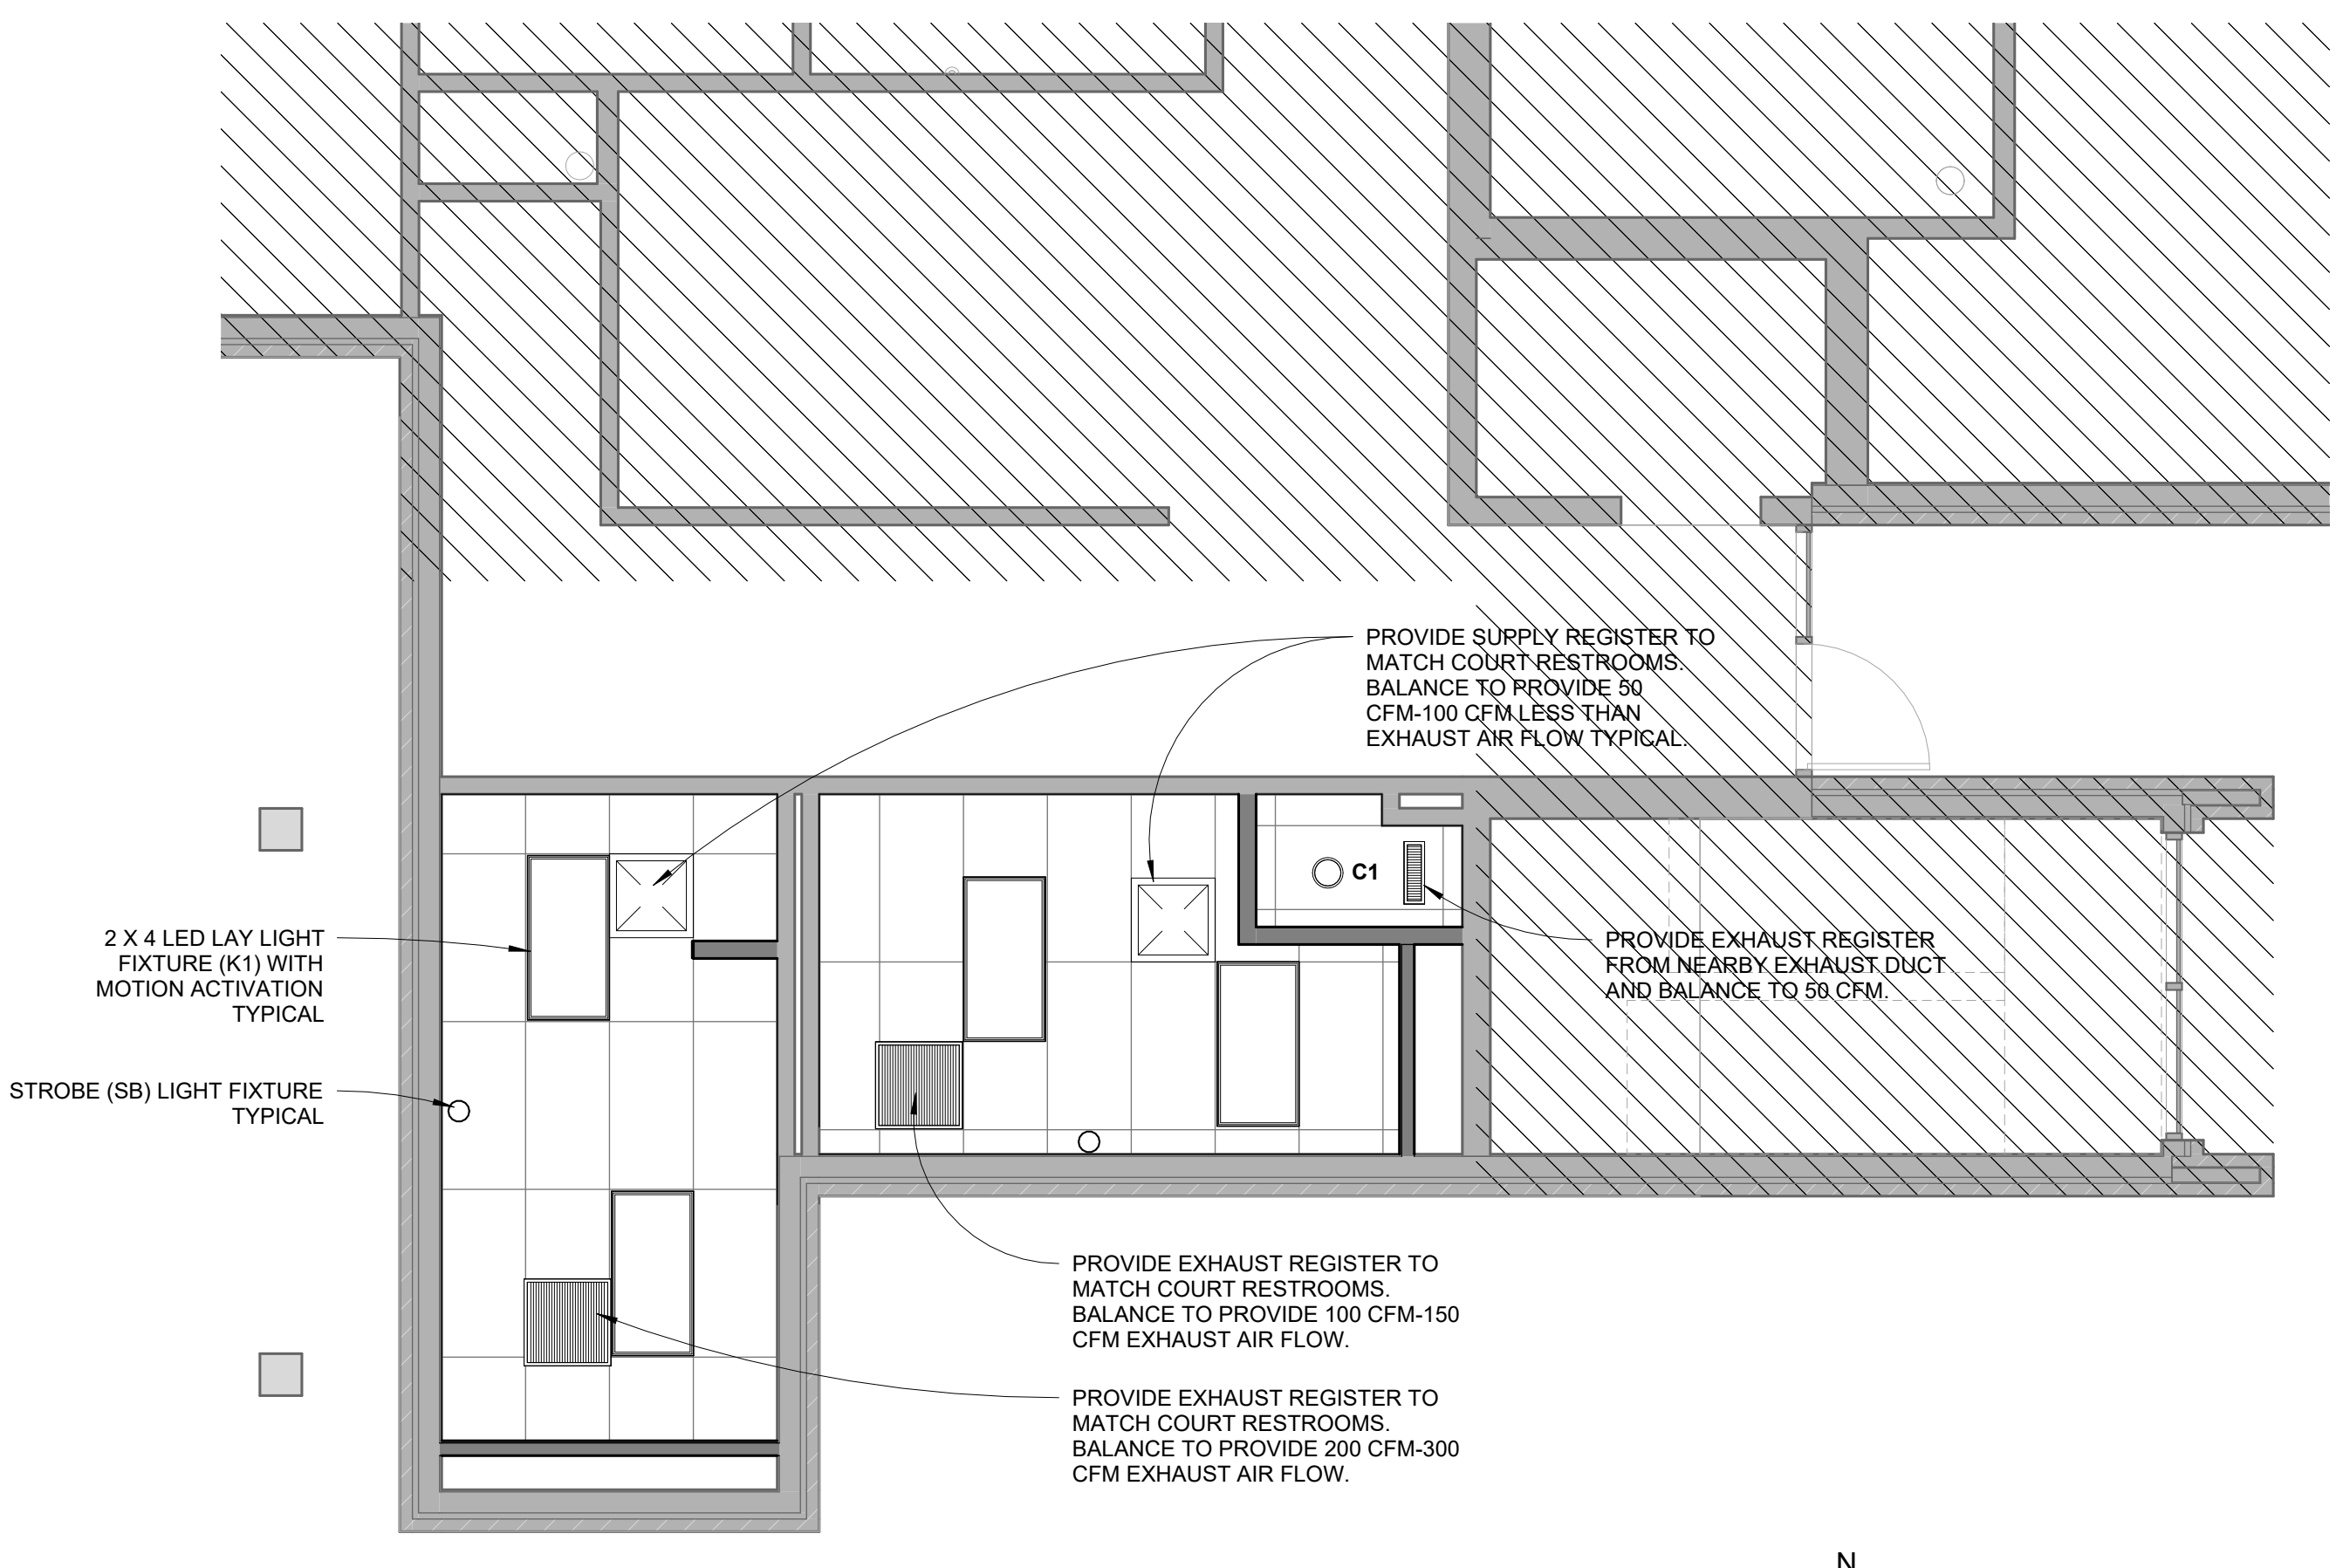 PROVIDE SUPPLY REGISTER TO
MATCH COURT RESTROOMS.
BALANCE TO PROVIDE 50
CFM-100 CFM LESS THAN
EXHAUST AIR FLOW TYPICAL.
C1
2 X 4 LED LAY LIGHT
FIXTURE (K1) WITH
MOTION ACTIVATION
TYPICAL
PROVIDE EXHAUST REGISTER
FROM NEARBY EXHAUST DUCT
AND BALANCE TO 50 CFM.
STROBE (SB) LIGHT FIXTURE
TYPICAL
PROVIDE EXHAUST REGISTER TO
MATCH COURT RESTROOMS.
BALANCE TO PROVIDE 100 CFM-150
CFM EXHAUST AIR FLOW.
PROVIDE EXHAUST REGISTER TO
MATCH COURT RESTROOMS.
BALANCE TO PROVIDE 200 CFM-300
CFM EXHAUST AIR FLOW.
N